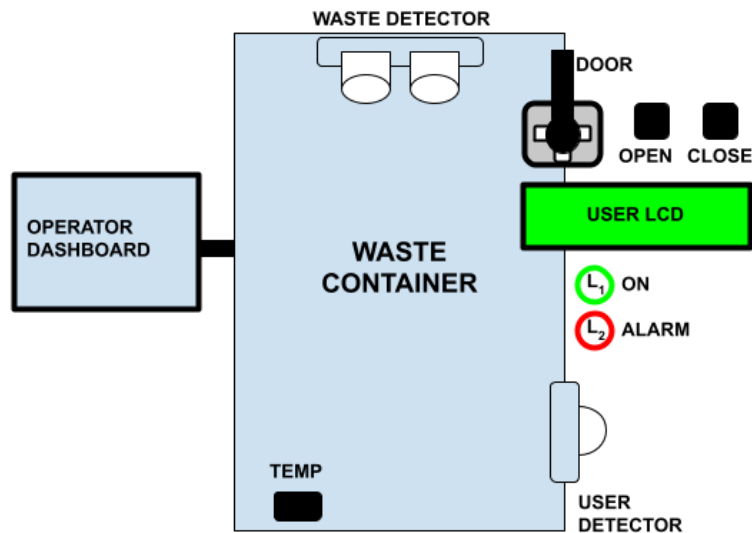 WASTE DETECTOR
DOOR
OPEN
CLOSE
USER LCD
OPERATOR
DASHBOARD
WASTE
CONTAINER
L1 ON
L2 ALARM
TEMP
USER
DETECTOR